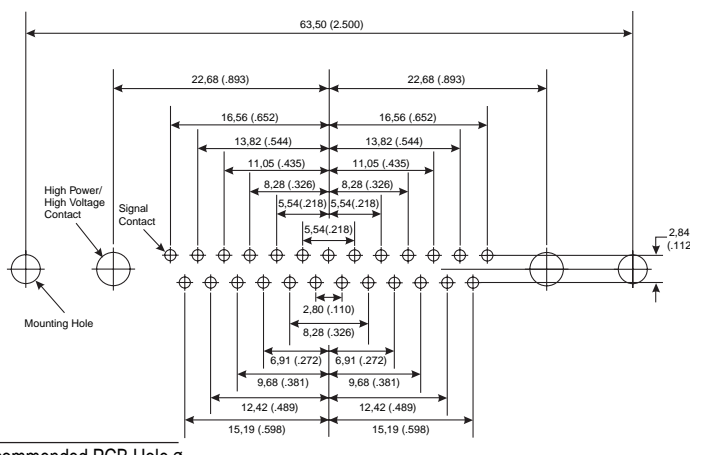 63,50 (2.500)
22,68 (.893) 22,68 (.893)
16,56 (.652) 16,56 (.652)
13,82 (.544) 13,82 (.544)
11,05 (.435) 11,05 (.435)
8,28 (.326) 8,28 (.326)
5,54(.218) 5,54(.218)
5,54(.218)
High Power/
High Voltage
Contact
Signal
Contact
2,84
(.112
Mounting Hole
2,80 (.110)
8,28 (.326)
6,91 (.272) 6,91 (.272)
9,68 (.381) 9,68 (.381)
12,42 (.489) 12,42 (.489)
15,19 (.598) 15,19 (.598)